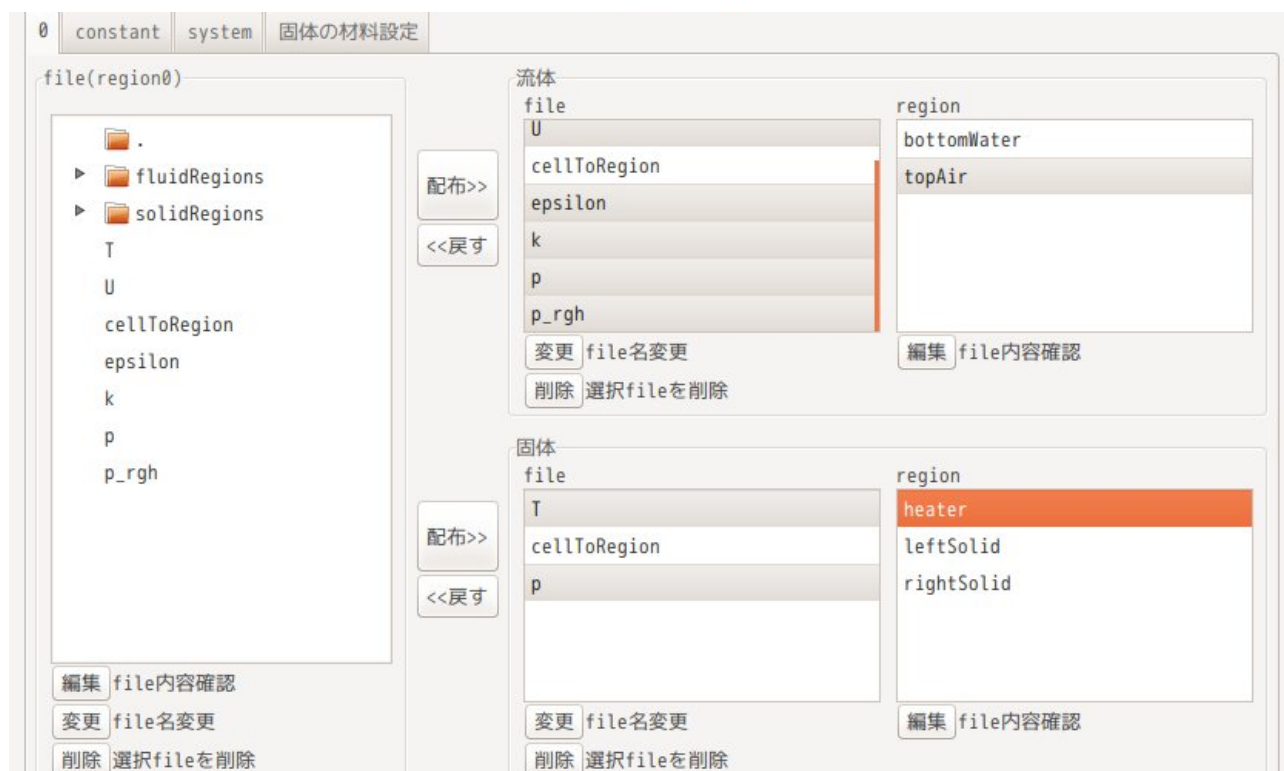 0 constant system 固体の材料設定
file(region0)
.
fluidRegions
solidRegions
T
U
cellToRegion
epsilon
k
p
p_rgh
編集 file内容確認
変更 file名変更
削除 選択fileを削除
配布>>
<<戻す
流体
file
U
cellToRegion
epsilon
k
p
p_rgh
変更 file名変更
削除 選択fileを削除
region
bottomWater
topAir
編集 file内容確認
配布>>
<<戻す
固体
file
T
cellToRegion
p
変更 file名変更
削除 選択fileを削除
region
heater
leftSolid
rightSolid
編集 file内容確認